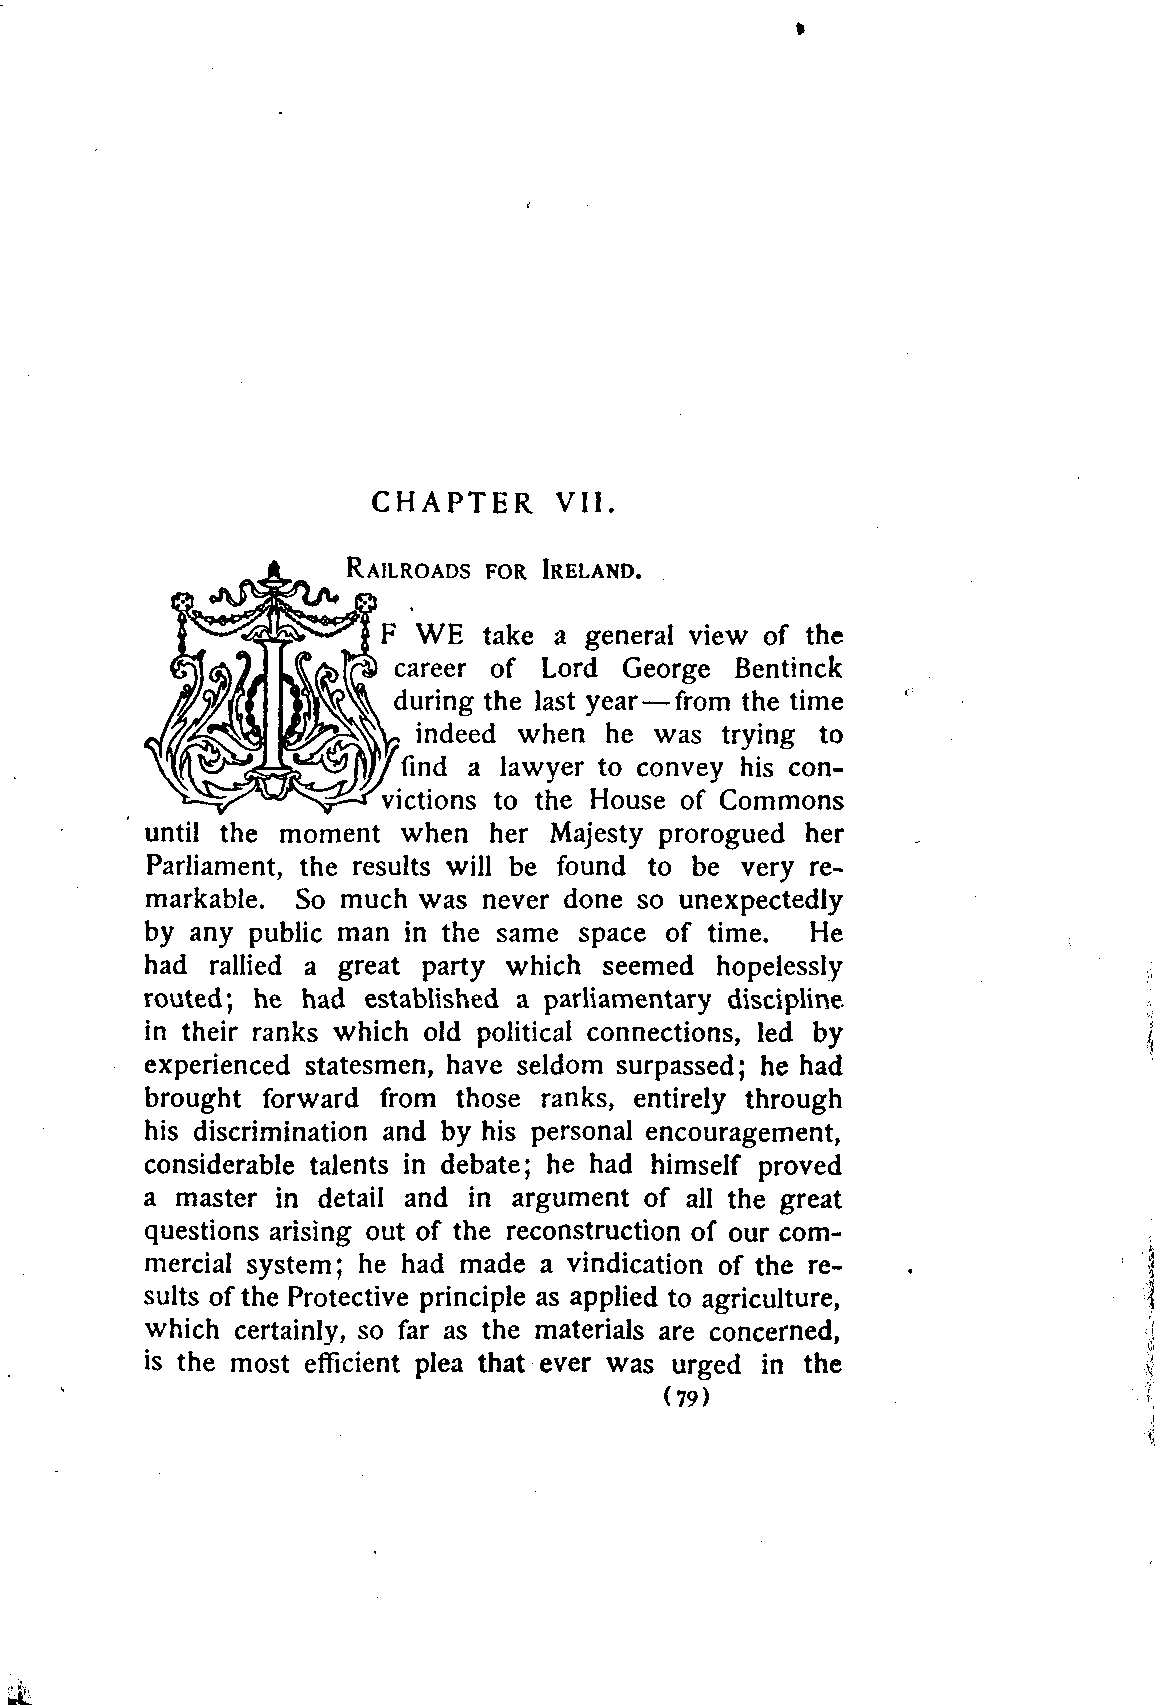 CHAPTER VII.
RAILROADS FOR IRELAND.
IF WE take a general view of the
career of Lord George Bentinck
during the last year—from the time
indeed when he was trying to
find a lawyer to convey his con-
victions to the House of Commons
until the moment when her Majesty prorogued her
Parliament, the results will be found to be very re-
markable. So much was never done so unexpectedly
by any public man in the same space of time. He
had rallied a great party which seemed hopelessly
routed; he had established a parliamentary discipline
in their ranks which old political connections, led by
experienced statesmen, have seldom surpassed; he had
brought forward from those ranks, entirely through
his discrimination and by his personal encouragement,
considerable talents in debate; he had himself proved
a master in detail and in argument of all the great
questions arising out of the reconstruction of our com-
mercial system; he had made a vindication of the re-
sults of the Protective principle as applied to agriculture,
which certainly, so far as the materials are concerned,
is the most efficient plea that ever was urged in the
(79)